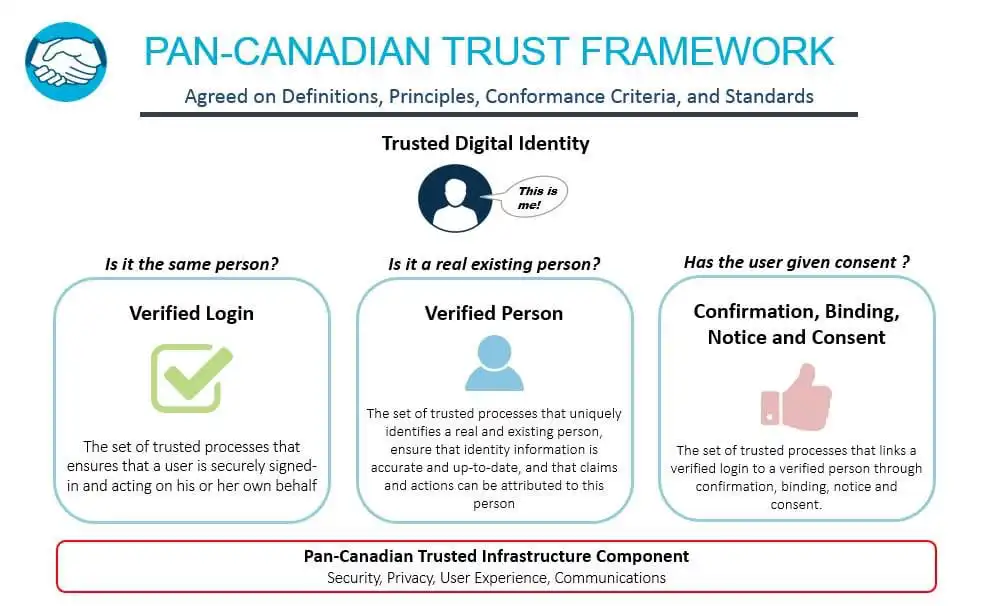 PAN-CANADIAN TRUST FRAMEWORK
Agreed on Definitions, Principles, Conformance Criteria, and Standards
Trusted Digital Identity
This is
me!
Is it the same person?
Verified Login
The set of trusted processes that
ensures that a user is securely signed-
in and acting on his or her own behalf
Is it a real existing person?
Verified Person
The set of trusted processes that uniquely
identifies a real and existing person,
ensure that identity information is
accurate and up-to-date, and that claims
and actions can be attributed to this
person
Has the user given consent ?
Confirmation, Binding,
Notice and Consent
The set of trusted processes that links a
verified login to a verified person through
confirmation, binding, notice and
consent.
Pan-Canadian Trusted Infrastructure Component
Security, Privacy, User Experience, Communications